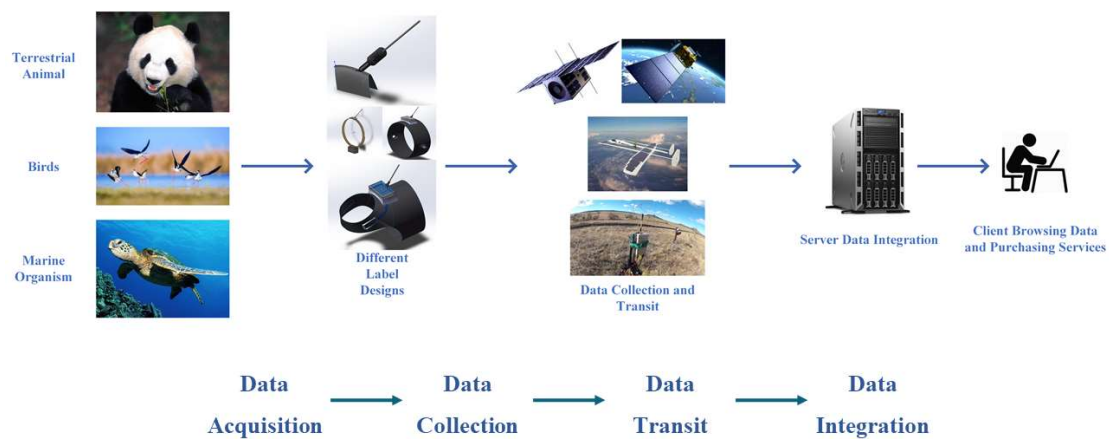 Terrestrial
Animal
Birds
Marine
Organism
Different
Label
Designs
Data Collection and
Transit
Server Data Integration
Client Browsing Data
and Purchasing Services
Data
Acquisition
Data
Collection
Data
Transit
Data
Integration